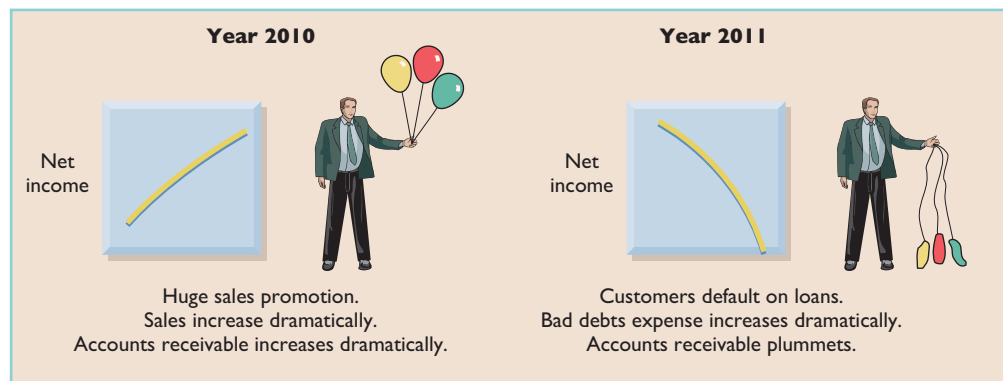 Year 2010
Net
income
Huge sales promotion.
Sales increase dramatically.
Accounts receivable increases dramatically.
Year 2011
Net
income
Customers default on loans.
Bad debts expense increases dramatically.
Accounts receivable plummets.